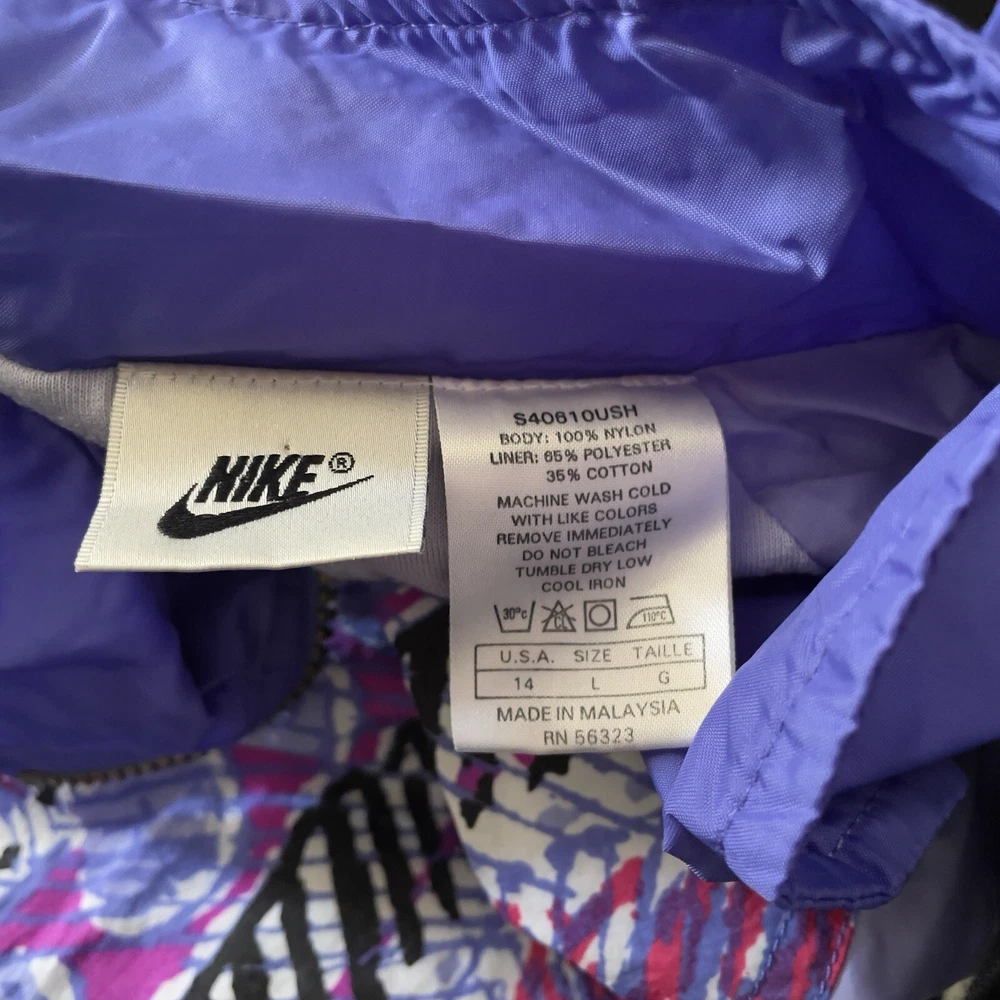 NIKE®
S40610USH
BODY: 100% NYLON
LINER: 65% POLYESTER
35% COTTON
MACHINE WASH COLD
WITH LIKE COLORS
REMOVE IMMEDIATELY
DO NOT BLEACH
TUMBLE DRY LOW
COOL IRON
30°C CL 110°C
U.S.A. SIZE TAILLE
14 L G
MADE IN MALAYSIA
RN 56323